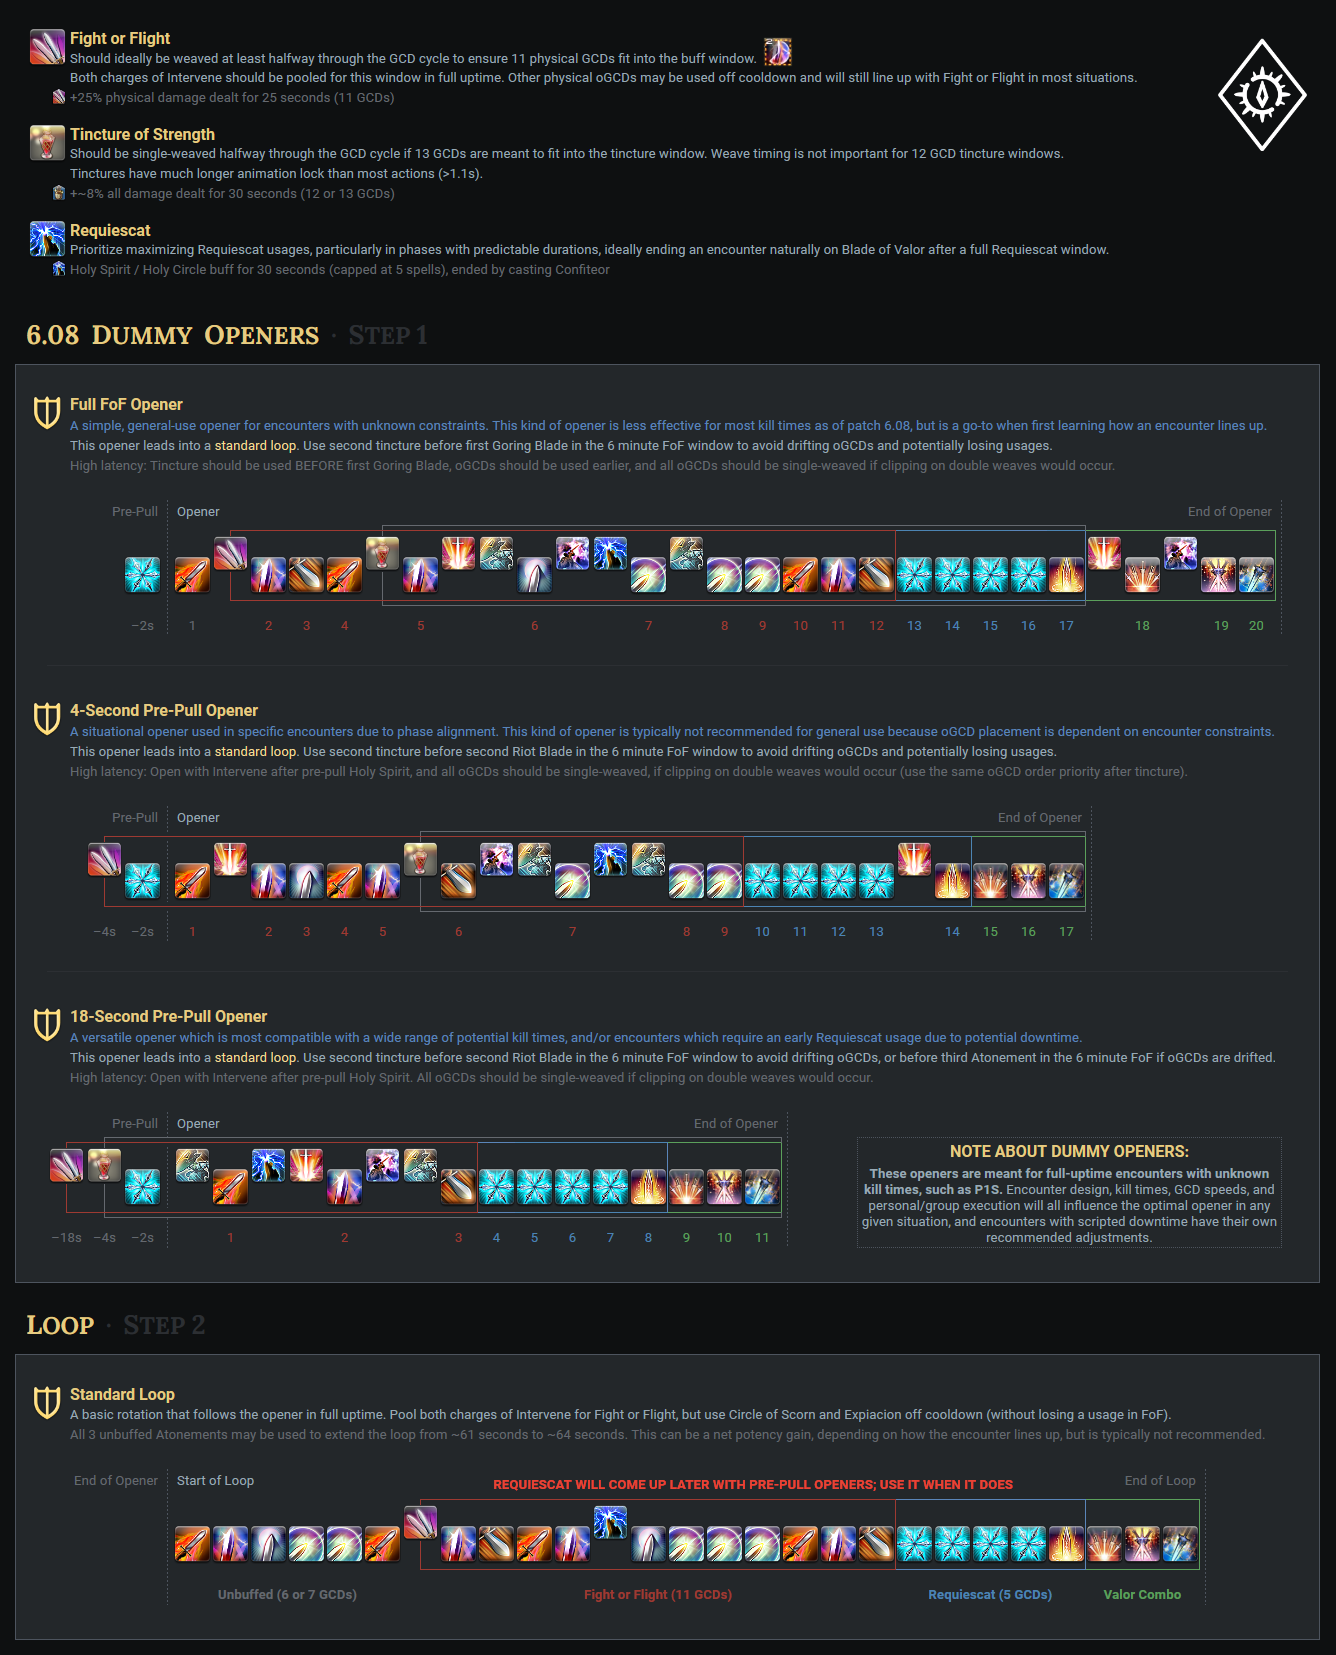 Fight or Flight
Should ideally be weaved at least halfway through the GCD cycle to ensure 11 physical GCDs fit into the buff window.
Both charges of Intervene should be pooled for this window in full uptime. Other physical oGCDs may be used off cooldown and will still line up with Fight or Flight in most situations.
+25% physical damage dealt for 25 seconds (11 GCDs)
Tincture of Strength
Should be single-weaved halfway through the GCD cycle if 13 GCDs are meant to fit into the tincture window. Weave timing is not important for 12 GCD tincture windows.
Tinctures have much longer animation lock than most actions (>1.1s).
+~8% all damage dealt for 30 seconds (12 or 13 GCDs)
Requiescat
Prioritize maximizing Requiescat usages, particularly in phases with predictable durations, ideally ending an encounter naturally on Blade of Valor after a full Requiescat window.
Holy Spirit / Holy Circle buff for 30 seconds (capped at 5 spells), ended by casting Confiteor
6.08 DUMMY OPENERS · STEP 1
Full FoF Opener
A simple, general-use opener for encounters with unknown constraints. This kind of opener is less effective for most kill times as of patch 6.08, but is a go-to when first learning how an encounter lines up.
This opener leads into a standard loop. Use second tincture before first Goring Blade in the 6 minute FoF window to avoid drifting oGCDs and potentially losing usages.
High latency: Tincture should be used BEFORE first Goring Blade, oGCDs should be used earlier, and all oGCDs should be single-weaved if clipping on double weaves would occur.
Pre-Pull Opener End of Opener
−2s 1 2 3 4 5 6 7 8 9 10 11 12 13 14 15 16 17 18 19 20
4-Second Pre-Pull Opener
A situational opener used in specific encounters due to phase alignment. This kind of opener is typically not recommended for general use because oGCD placement is dependent on encounter constraints.
This opener leads into a standard loop. Use second tincture before second Riot Blade in the 6 minute FoF window to avoid drifting oGCDs and potentially losing usages.
High latency: Open with Intervene after pre-pull Holy Spirit, and all oGCDs should be single-weaved, if clipping on double weaves would occur (use the same oGCD order priority after tincture).
Pre-Pull Opener End of Opener
−4s −2s 1 2 3 4 5 6 7 8 9 10 11 12 13 14 15 16 17
18-Second Pre-Pull Opener
A versatile opener which is most compatible with a wide range of potential kill times, and/or encounters which require an early Requiescat usage due to potential downtime.
This opener leads into a standard loop. Use second tincture before second Riot Blade in the 6 minute FoF window to avoid drifting oGCDs, or before third Atonement in the 6 minute FoF if oGCDs are drifted.
High latency: Open with Intervene after pre-pull Holy Spirit. All oGCDs should be single-weaved if clipping on double weaves would occur.
Pre-Pull Opener End of Opener
−18s −4s −2s 1 2 3 4 5 6 7 8 9 10 11
NOTE ABOUT DUMMY OPENERS:
These openers are meant for full-uptime encounters with unknown
kill times, such as P1S. Encounter design, kill times, GCD speeds, and
personal/group execution will all influence the optimal opener in any
given situation, and encounters with scripted downtime have their own
recommended adjustments.
LOOP · STEP 2
Standard Loop
A basic rotation that follows the opener in full uptime. Pool both charges of Intervene for Fight or Flight, but use Circle of Scorn and Expiacion off cooldown (without losing a usage in FoF).
All 3 unbuffed Atonements may be used to extend the loop from ~61 seconds to ~64 seconds. This can be a net potency gain, depending on how the encounter lines up, but is typically not recommended.
End of Opener Start of Loop REQUIESCAT WILL COME UP LATER WITH PRE-PULL OPENERS; USE IT WHEN IT DOES End of Loop
Unbuffed (6 or 7 GCDs) Fight or Flight (11 GCDs) Requiescat (5 GCDs) Valor Combo